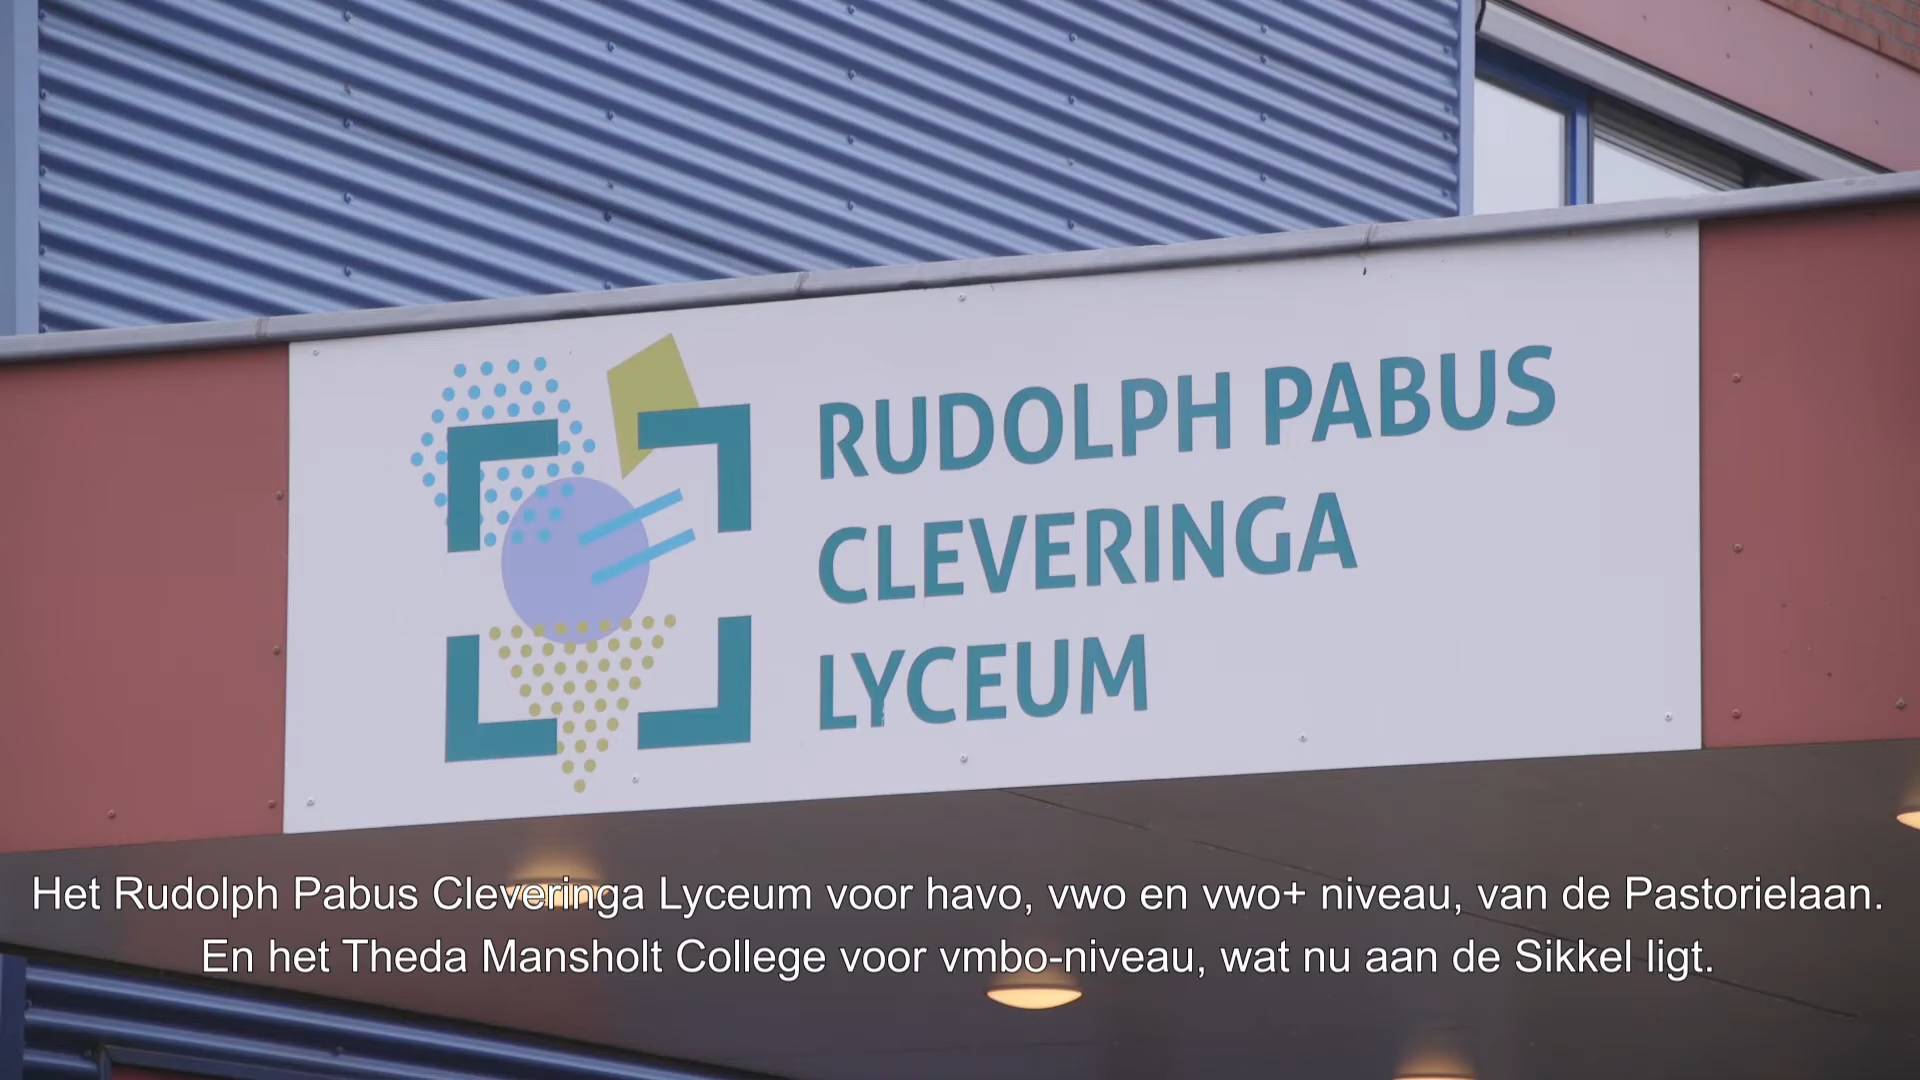 RUDOLPH PABUS
CLEVERINGA
LYCEUM
Het Rudolph Pabus Cleveringa Lyceum voor havo, vwo en vwo+ niveau, van de Pastorielaan.
En het Theda Mansholt College voor vmbo-niveau, wat nu aan de Sikkel ligt.